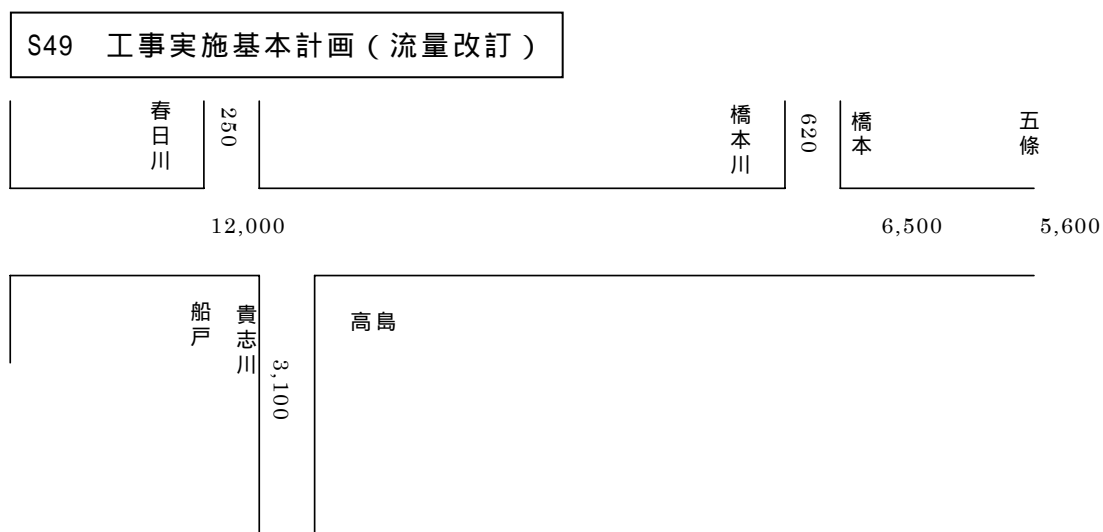 S49 工事実施基本計画（流量改訂）
春日川
250
橋本川
620
橋本
五條
12,000
6,500
5,600
船戸
貴志川
3,100
高島